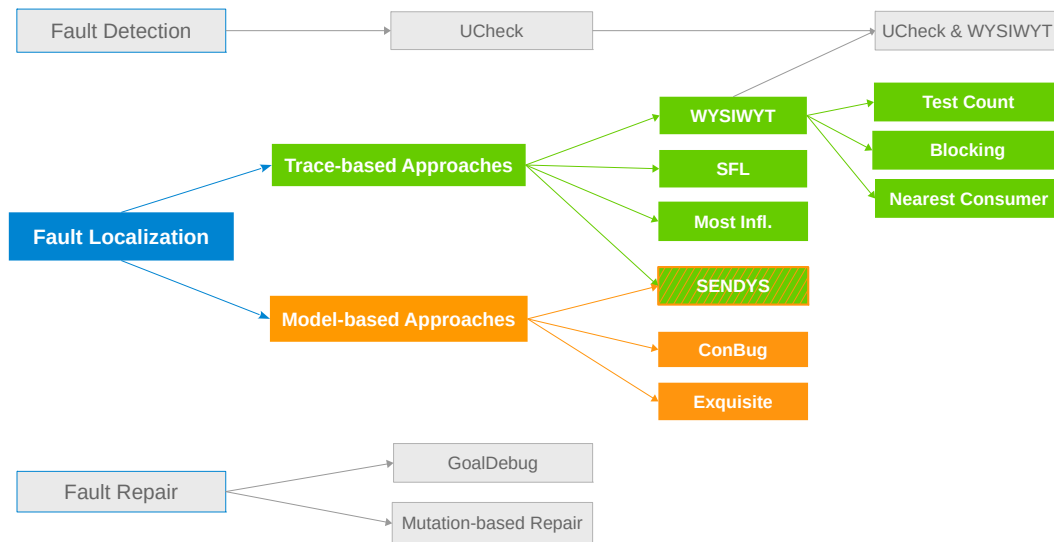 Fault Detection
UCheck
UCheck & WYSIWYT
WYSIWYT
Test Count
Blocking
Nearest Consumer
Trace-based Approaches
SFL
Most Infl.
Fault Localization
SENDYS
Model-based Approaches
ConBug
Exquisite
GoalDebug
Fault Repair
Mutation-based Repair